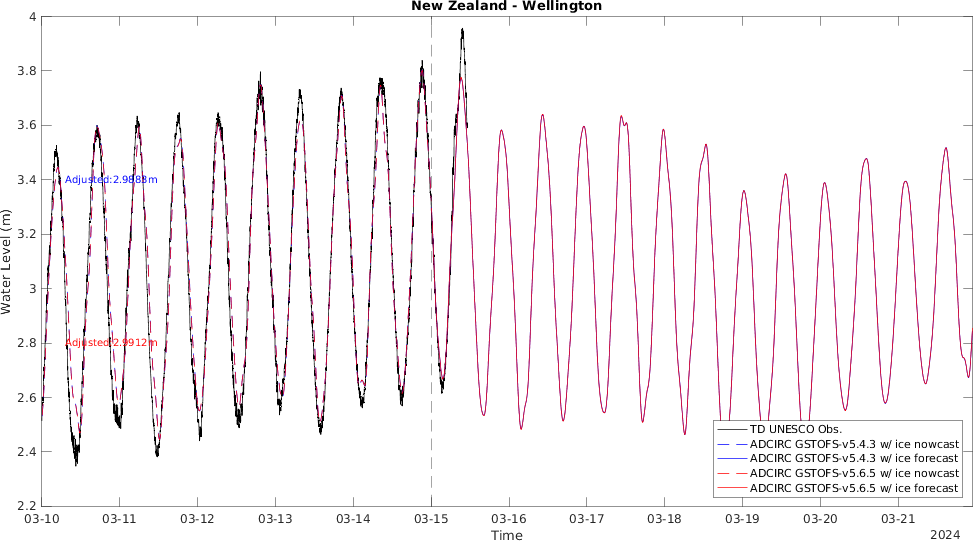 New Zealand - Wellington
4
3.8
3.6
3.4
3.2
3
2.8
2.6
2.4
2.2
Water Level (m)
Adjusted:2.9883m
Adjusted:2.9912m
TD UNESCO Obs.
ADCIRC GSTOFS-v5.4.3 w/ ice nowcast
ADCIRC GSTOFS-v5.4.3 w/ ice forecast
ADCIRC GSTOFS-v5.6.5 w/ ice nowcast
ADCIRC GSTOFS-v5.6.5 w/ ice forecast
03-10 03-11 03-12 03-13 03-14 03-15 03-16 03-17 03-18 03-19 03-20 03-21
Time
2024